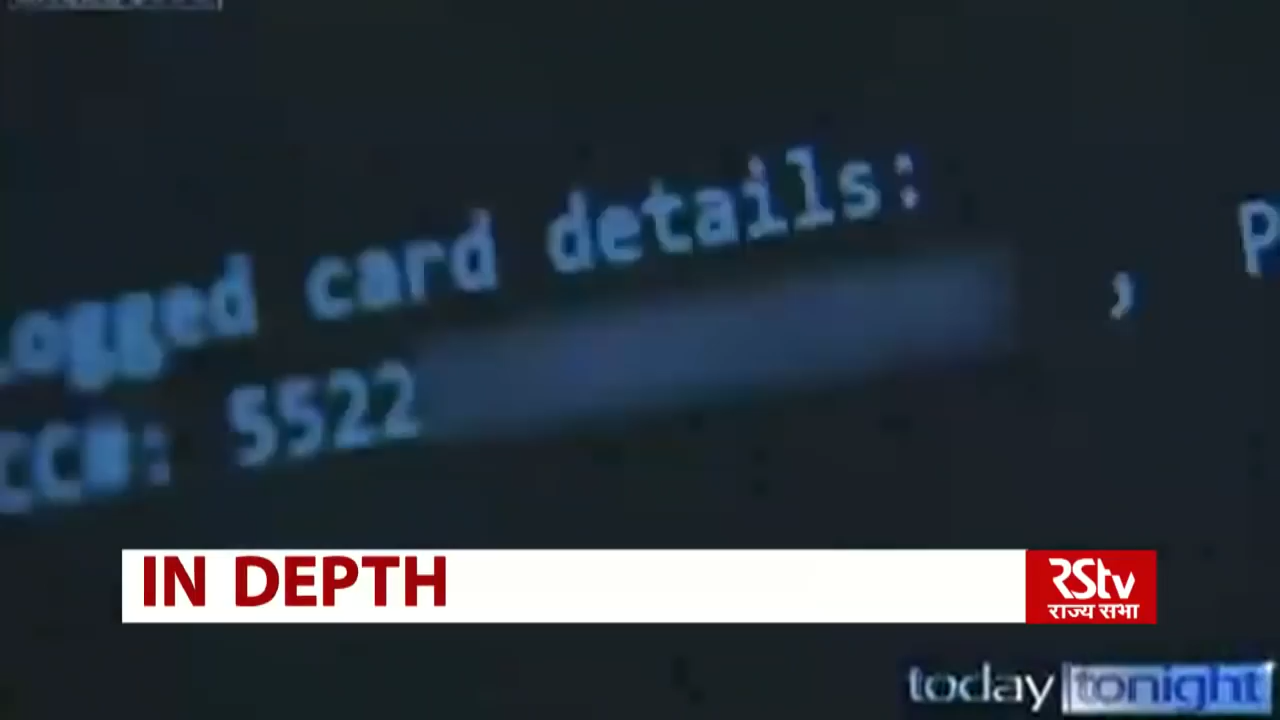 Logged card details:
CC#: 5522 , P
IN DEPTH
RStv
राज्य सभा
today tonight